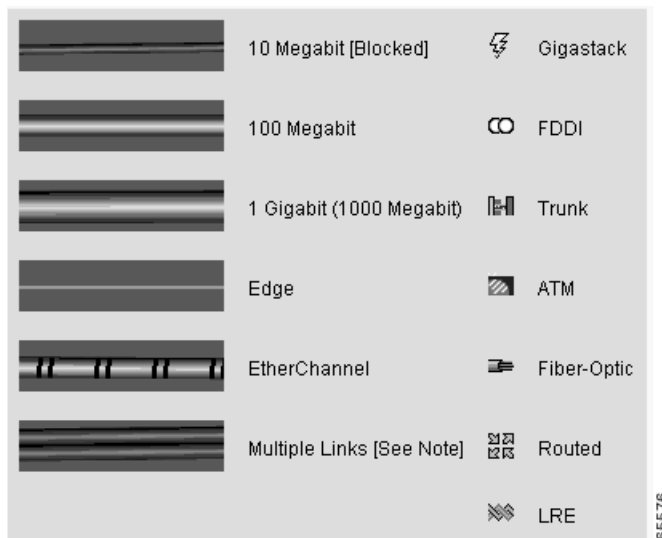 10 Megabit [Blocked]
Gigastack
100 Megabit
FDDI
1 Gigabit (1000 Megabit)
Trunk
Edge
ATM
EtherChannel
Fiber-Optic
Multiple Links [See Note]
Routed
LRE
65576